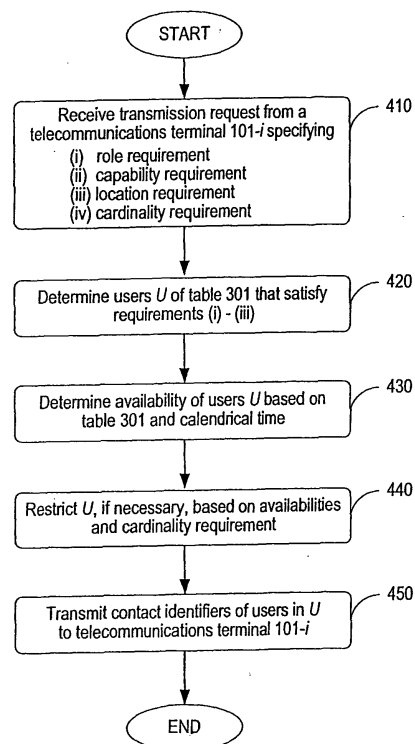 START
410
Receive transmission request from a
telecommunications terminal 101-i specifying
(i) role requirement
(ii) capability requirement
(iii) location requirement
(iv) cardinality requirement
420
Determine users U of table 301 that satisfy
requirements (i) - (iii)
430
Determine availability of users U based on
table 301 and calendrical time
440
Restrict U, if necessary, based on availabilities
and cardinality requirement
450
Transmit contact identifiers of users in U
to telecommunications terminal 101-i
END